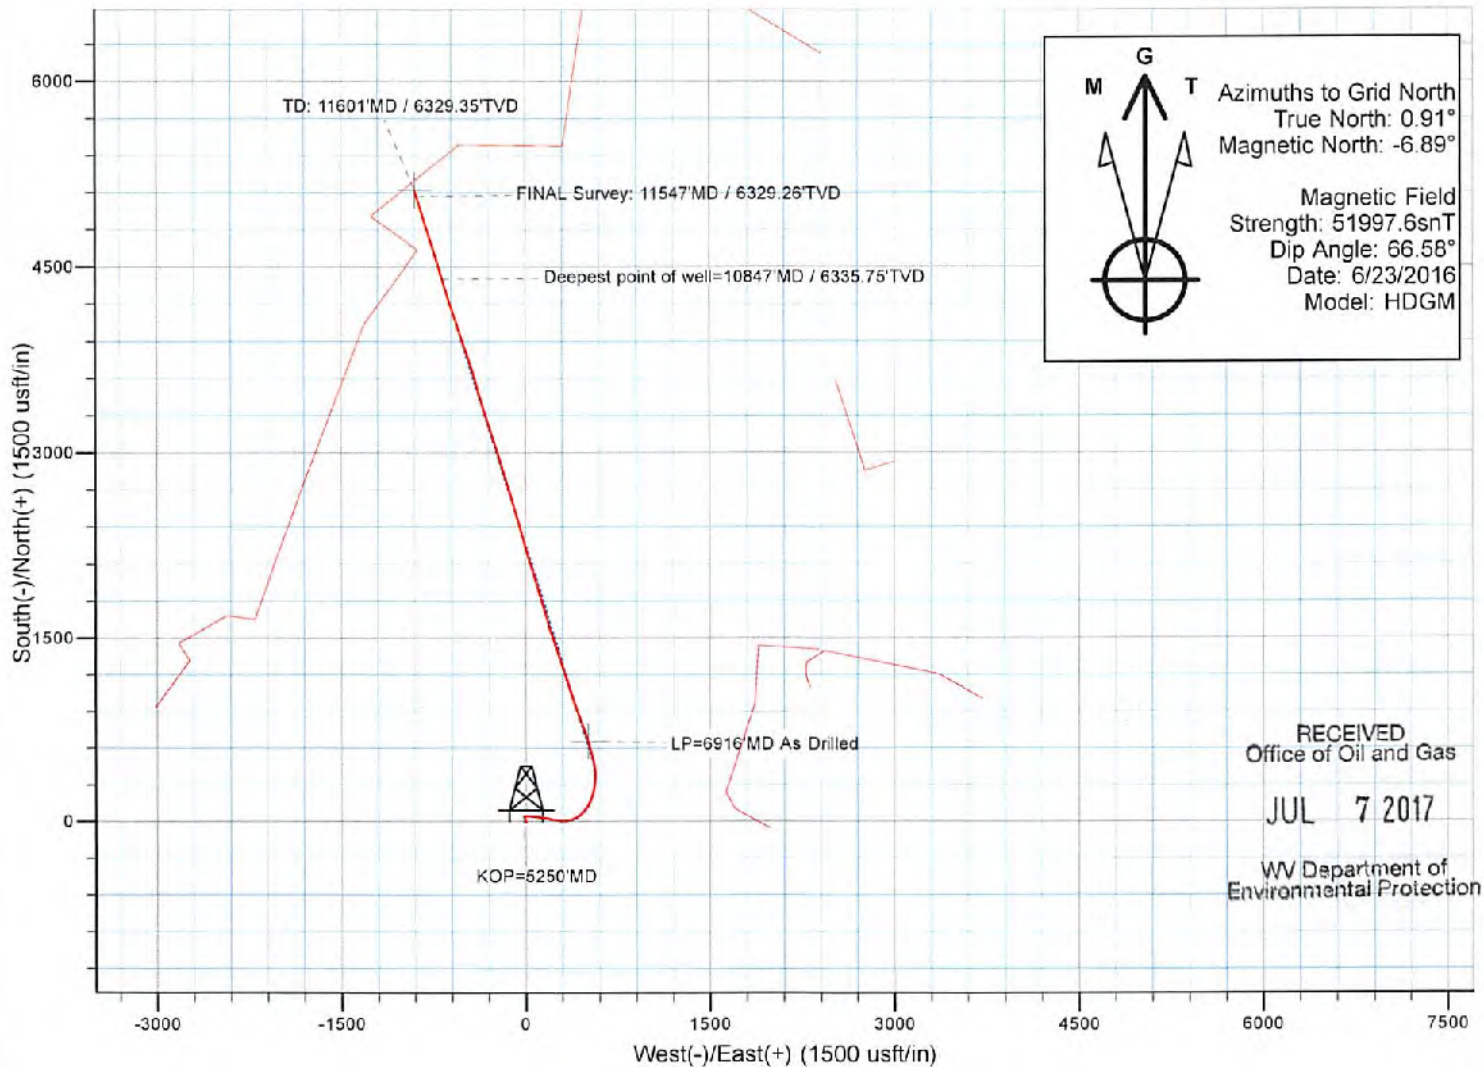 6000
4500
153000
1500
0
South(-)/North(+) (1500 usft/in)
TD: 11601'MD / 6329.35'TVD
FINAL Survey: 11547'MD / 6329.26'TVD
Deepest point of well=10847'MD / 6335.75'TVD
LP=6916'MD As Drilled
KOP=5250'MD
G
M T
Azimuths to Grid North
True North: 0.91°
Magnetic North: -6.89°
Magnetic Field
Strength: 51997.6snT
Dip Angle: 66.58°
Date: 6/23/2016
Model: HDGM
RECEIVED
Office of Oil and Gas
JUL 7 2017
WV Department of
Environmental Protection
-3000 -1500 0 1500 3000 4500 6000 7500
West(-)/East(+) (1500 usft/in)